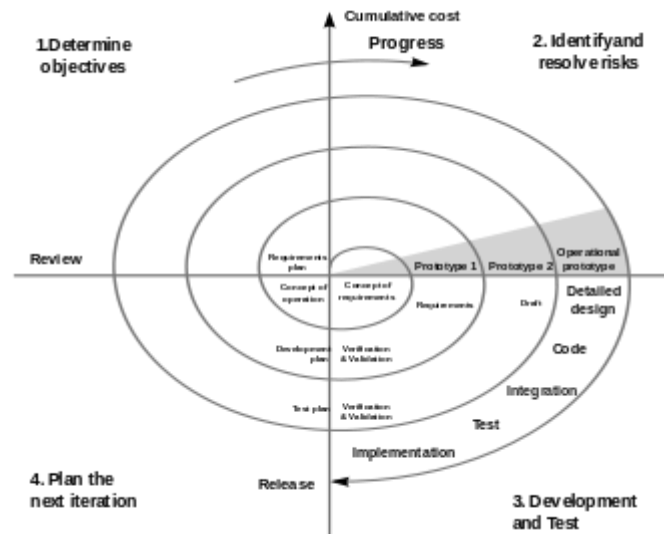 Cumulative cost
Progress
1.Determine
objectives
2. Identify and
resolve risks
Review
Requirements
plan
Prototype 1
Prototype 2
Operational
prototype
Concept of
operation
Concept of
requirements
Requirements
Draft
Detailed
design
Development
plan
Verification
& Validation
Code
Integration
Test plan
Verification
& Validation
Test
Implementation
Release
4. Plan the
next iteration
3. Development
and Test